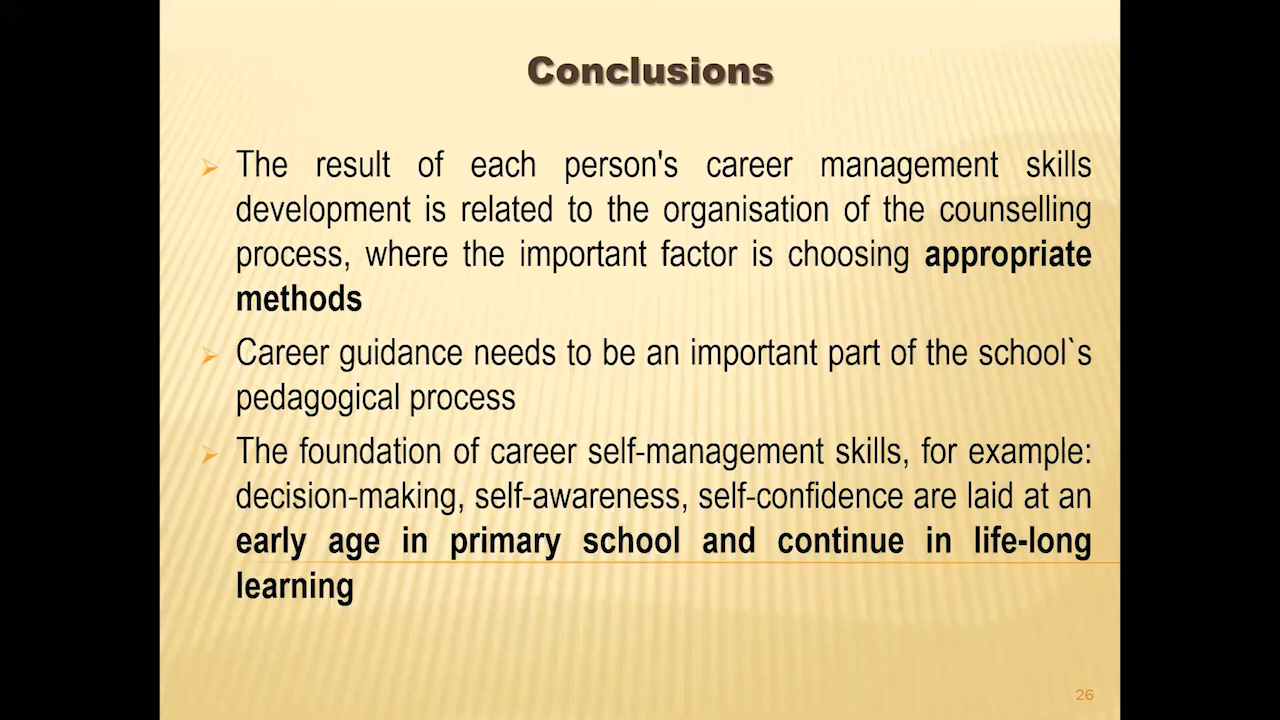 Conclusions
The result of each person's career management skills
development is related to the organisation of the counselling
process, where the important factor is choosing appropriate
methods
Career guidance needs to be an important part of the school`s
pedagogical process
The foundation of career self-management skills, for example:
decision-making, self-awareness, self-confidence are laid at an
early age in primary school and continue in life-long
learning
26